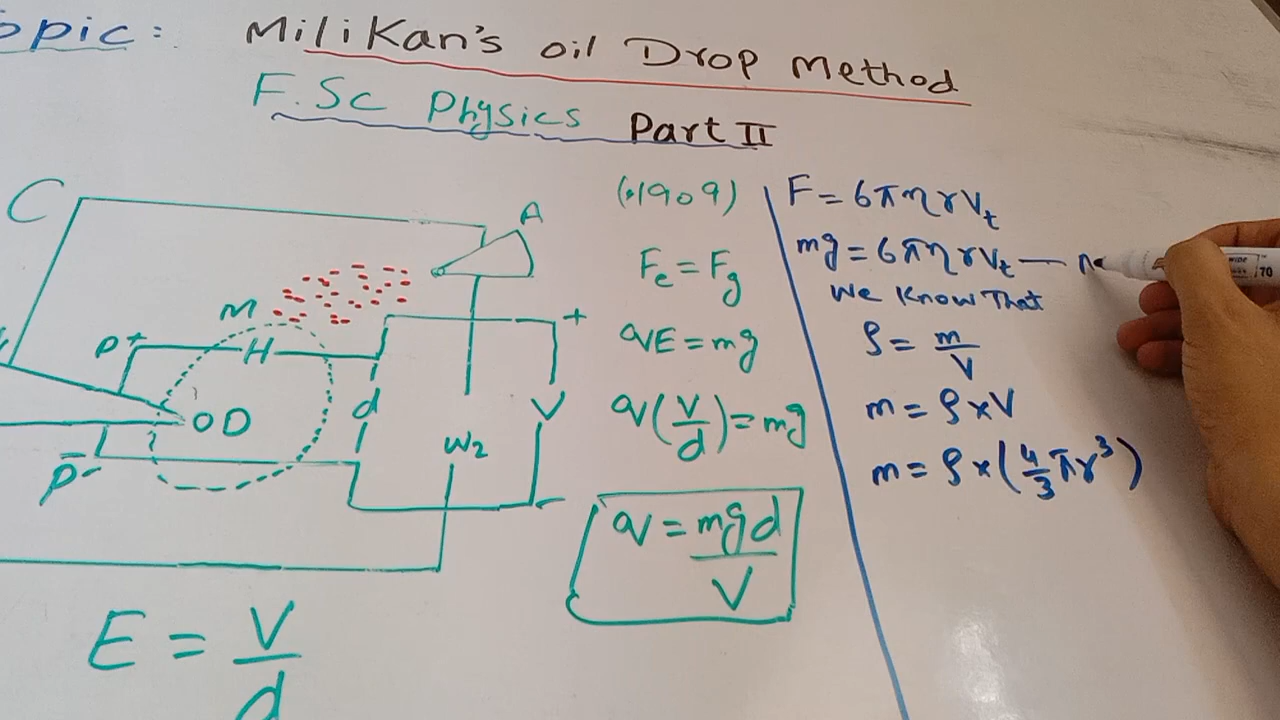 opic: Milikan's oil Drop Method
F.Sc Physics Part II
C
A
(1909)
F = 6πηrVt
Fe = Fg
mg = 6πηrVt —
We Know That
M
+
P+
H
qE = mg
ρ = m/V
d
V
q(V/d) = mg
m = ρ×V
OD
W2
P-
-
m = ρ×(4/3 πr³)
q = mgd/V
E = V/d